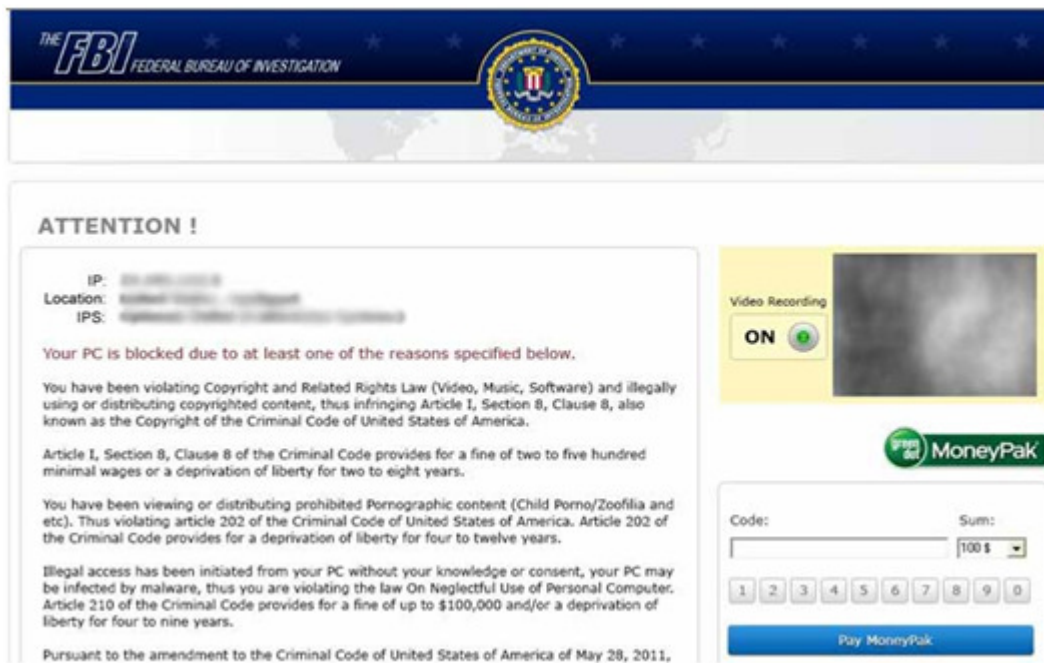 THE FBI FEDERAL BUREAU OF INVESTIGATION
ATTENTION !
IP:
Location:
IPS:
Your PC is blocked due to at least one of the reasons specified below.
You have been violating Copyright and Related Rights Law (Video, Music, Software) and illegally
using or distributing copyrighted content, thus infringing Article I, Section 8, Clause 8, also
known as the Copyright of the Criminal Code of United States of America.
Article I, Section 8, Clause 8 of the Criminal Code provides for a fine of two to five hundred
minimal wages or a deprivation of liberty for two to eight years.
You have been viewing or distributing prohibited Pornographic content (Child Porno/Zoofilia and
etc). Thus violating article 202 of the Criminal Code of United States of America. Article 202 of
the Criminal Code provides for a deprivation of liberty for four to twelve years.
Illegal access has been initiated from your PC without your knowledge or consent, your PC may
be infected by malware, thus you are violating the law On Neglectful Use of Personal Computer.
Article 210 of the Criminal Code provides for a fine of up to $100,000 and/or a deprivation of
liberty for four to nine years.
Pursuant to the amendment to the Criminal Code of United States of America of May 28, 2011,
Video Recording
ON
green dot MoneyPak
Code: Sum:
100 $
1 2 3 4 5 6 7 8 9 0
Pay MoneyPak